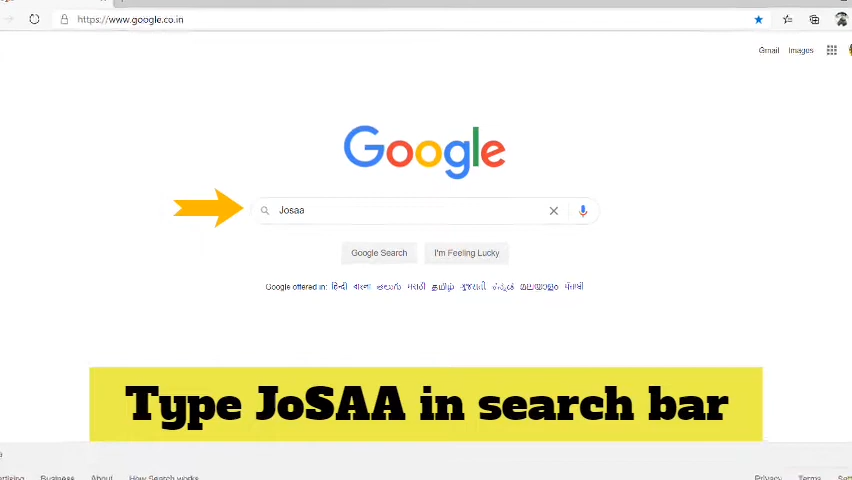 https://www.google.co.in
Gmail Images
Google
Josaa
Google Search I'm Feeling Lucky
Google offered in: हिन्दी বাংলা తెలుగు मराठी தமிழ் ગુજરાતી ಕನ್ನಡ മലയാളം ਪੰਜਾਬੀ
Type JoSAA in search bar
Business About How Search works Privacy Terms